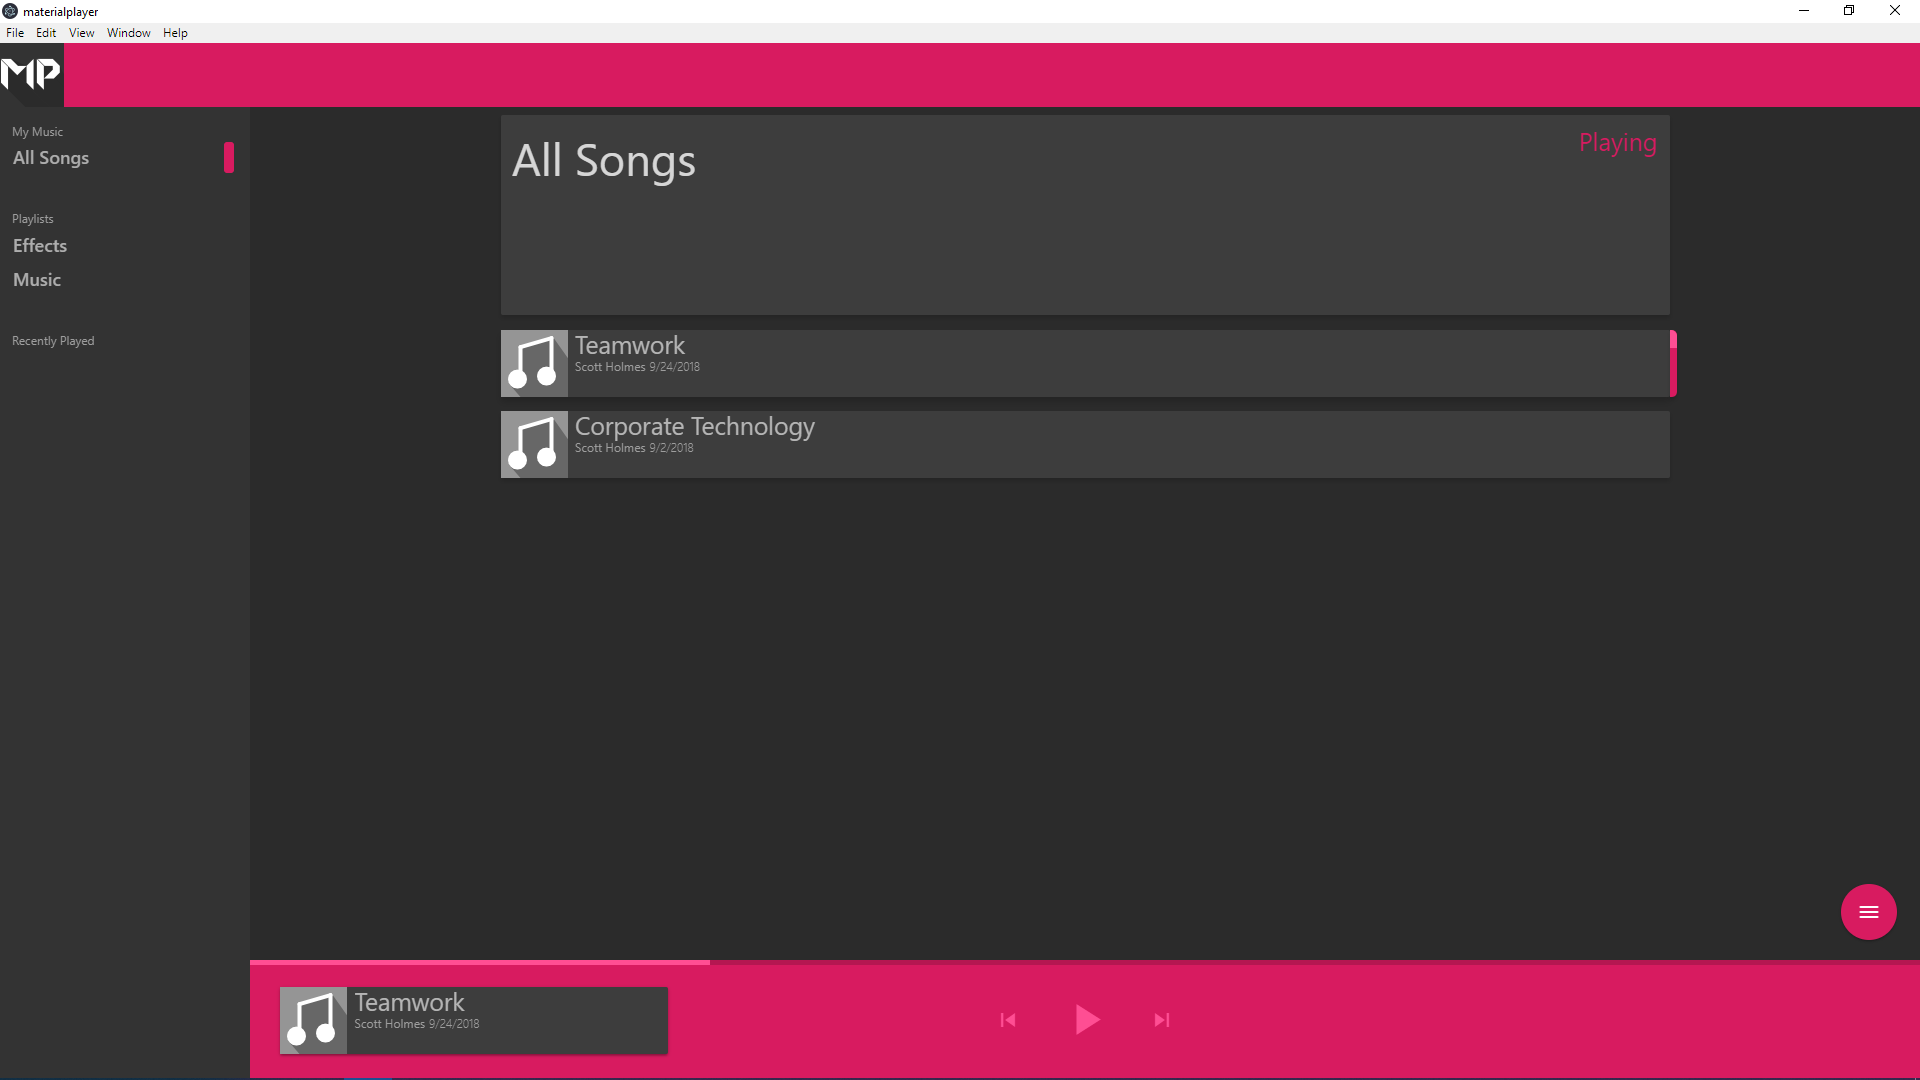 materialplayer
File Edit View Window Help
MP
My Music
All Songs
Playlists
Effects
Music
Recently Played
All Songs
Playing
Teamwork
Scott Holmes 9/24/2018
Corporate Technology
Scott Holmes 9/2/2018
Teamwork
Scott Holmes 9/24/2018